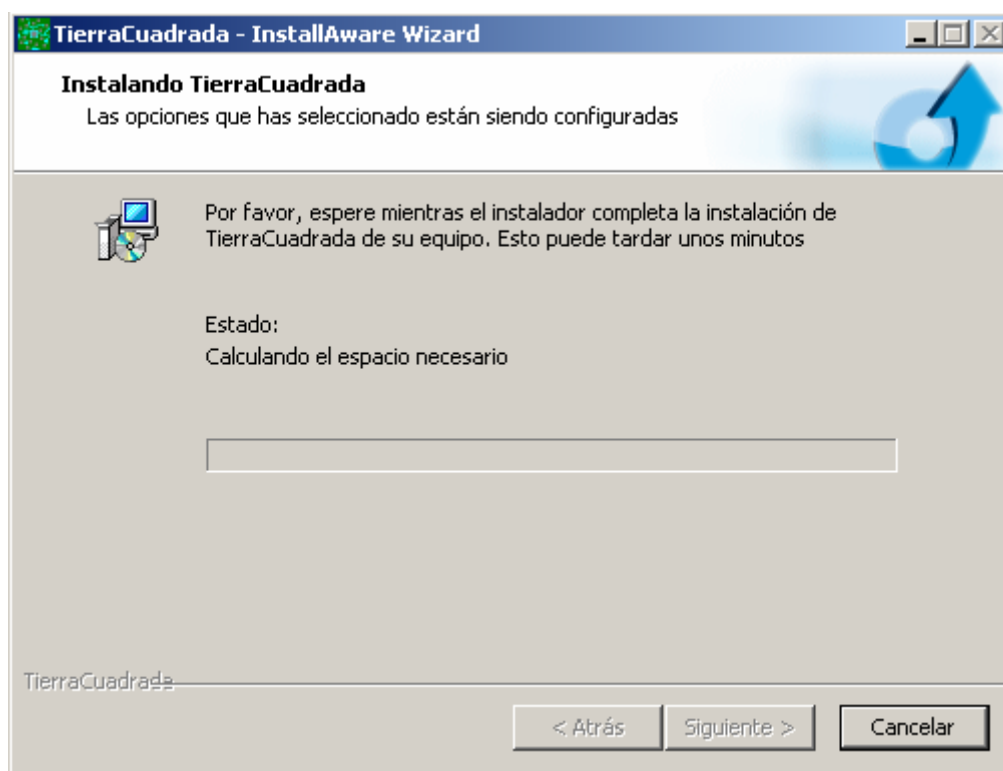 TierraCuadrada - InstallAware Wizard
Instalando TierraCuadrada
Las opciones que has seleccionado están siendo configuradas
Por favor, espere mientras el instalador completa la instalación de
TierraCuadrada de su equipo. Esto puede tardar unos minutos
Estado:
Calculando el espacio necesario
TierraCuadrada
< Atrás
Siguiente >
Cancelar